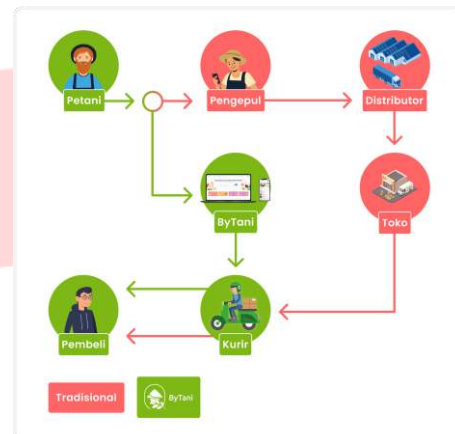 Petani
Pengepul
Distributor
ByTani
Toko
Pembeli
Kurir
Tradisional
ByTani